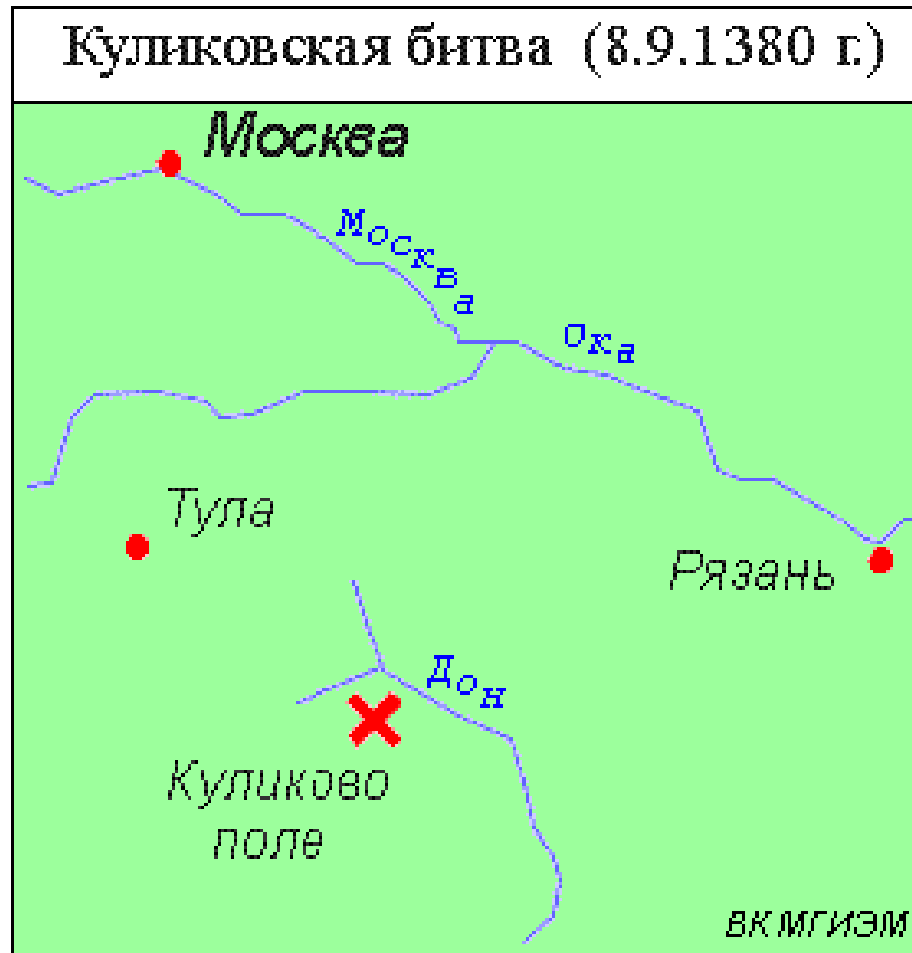 Куликовская битва (8.9.1380 г.)
Москва
Москва
Ока
Тула
Рязань
Дон
Куликово
поле
ВК МГИЭМ